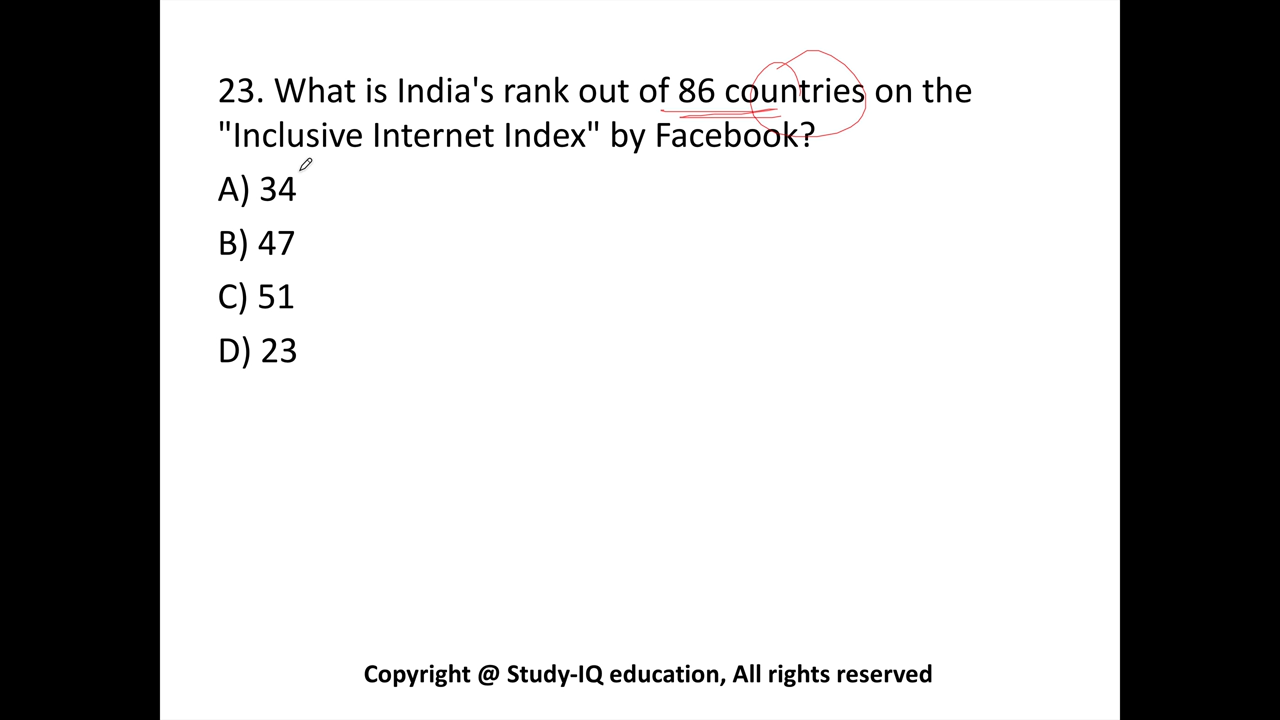 23. What is India's rank out of 86 countries on the
"Inclusive Internet Index" by Facebook?
A) 34
B) 47
C) 51
D) 23
Copyright @ Study-IQ education, All rights reserved